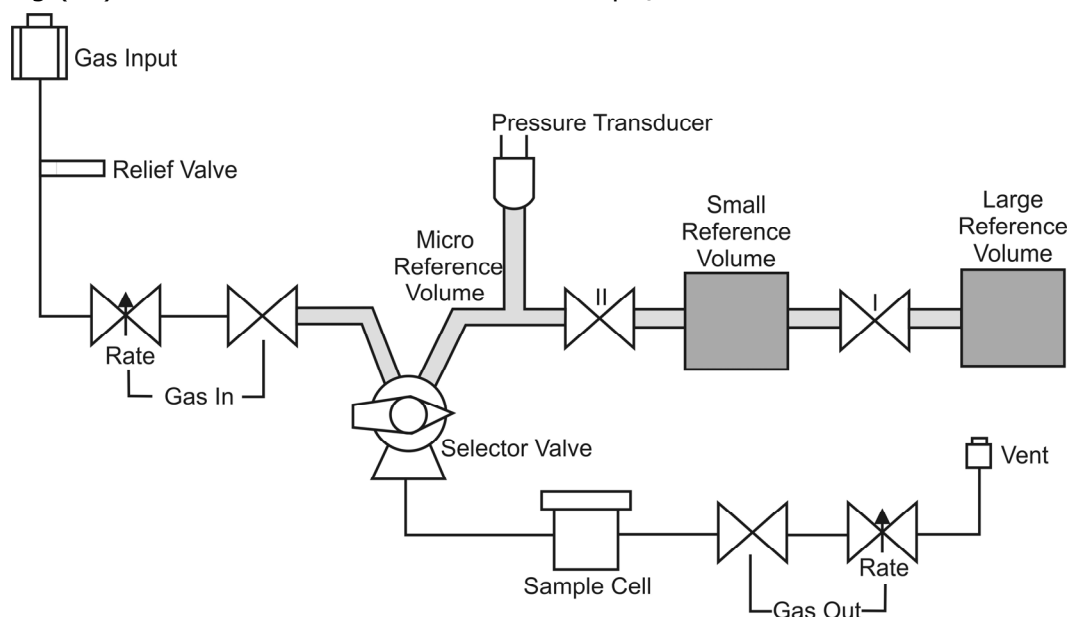 Gas Input
Relief Valve
Pressure Transducer
Micro
Reference
Volume
Small
Reference
Volume
Large
Reference
Volume
II
I
Rate
Gas In
Selector Valve
Vent
Sample Cell
Rate
Gas Out